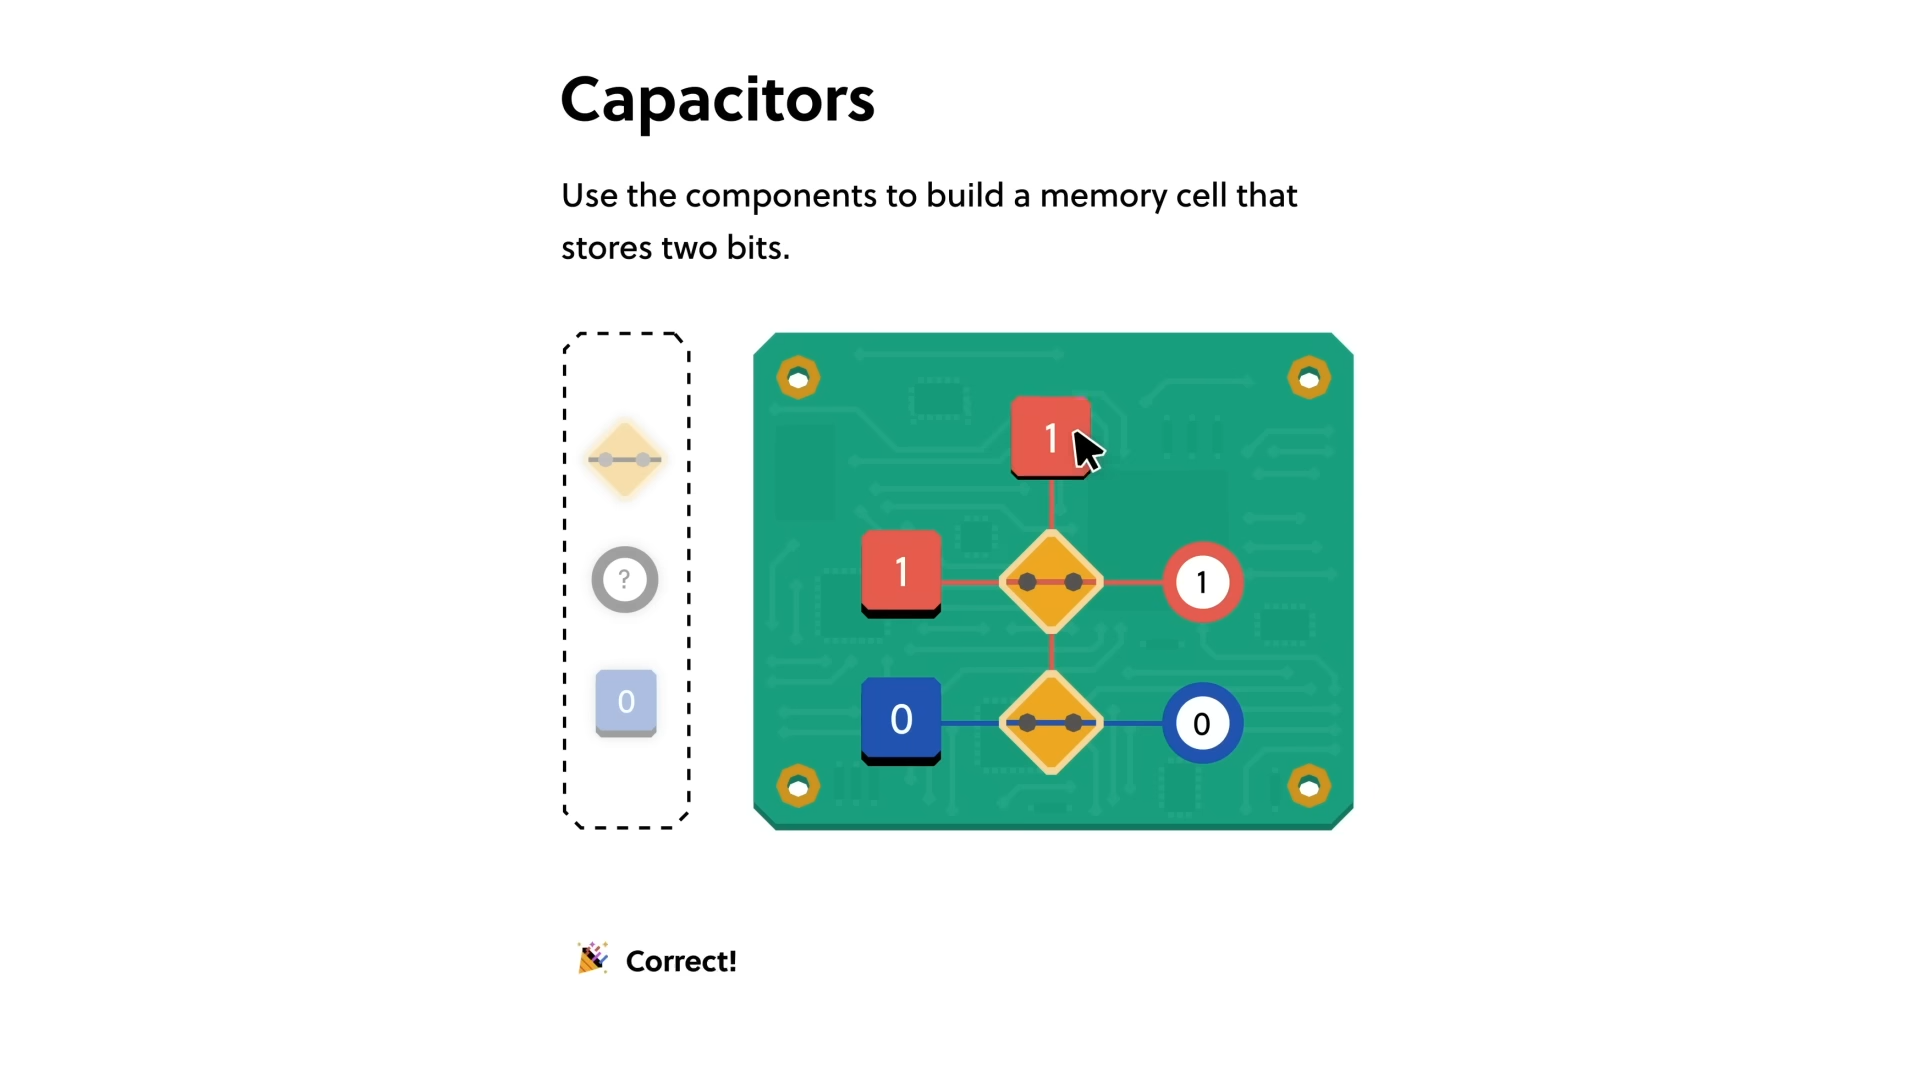 Capacitors
Use the components to build a memory cell that
stores two bits.
1
1
1
?
0
0
0
Correct!